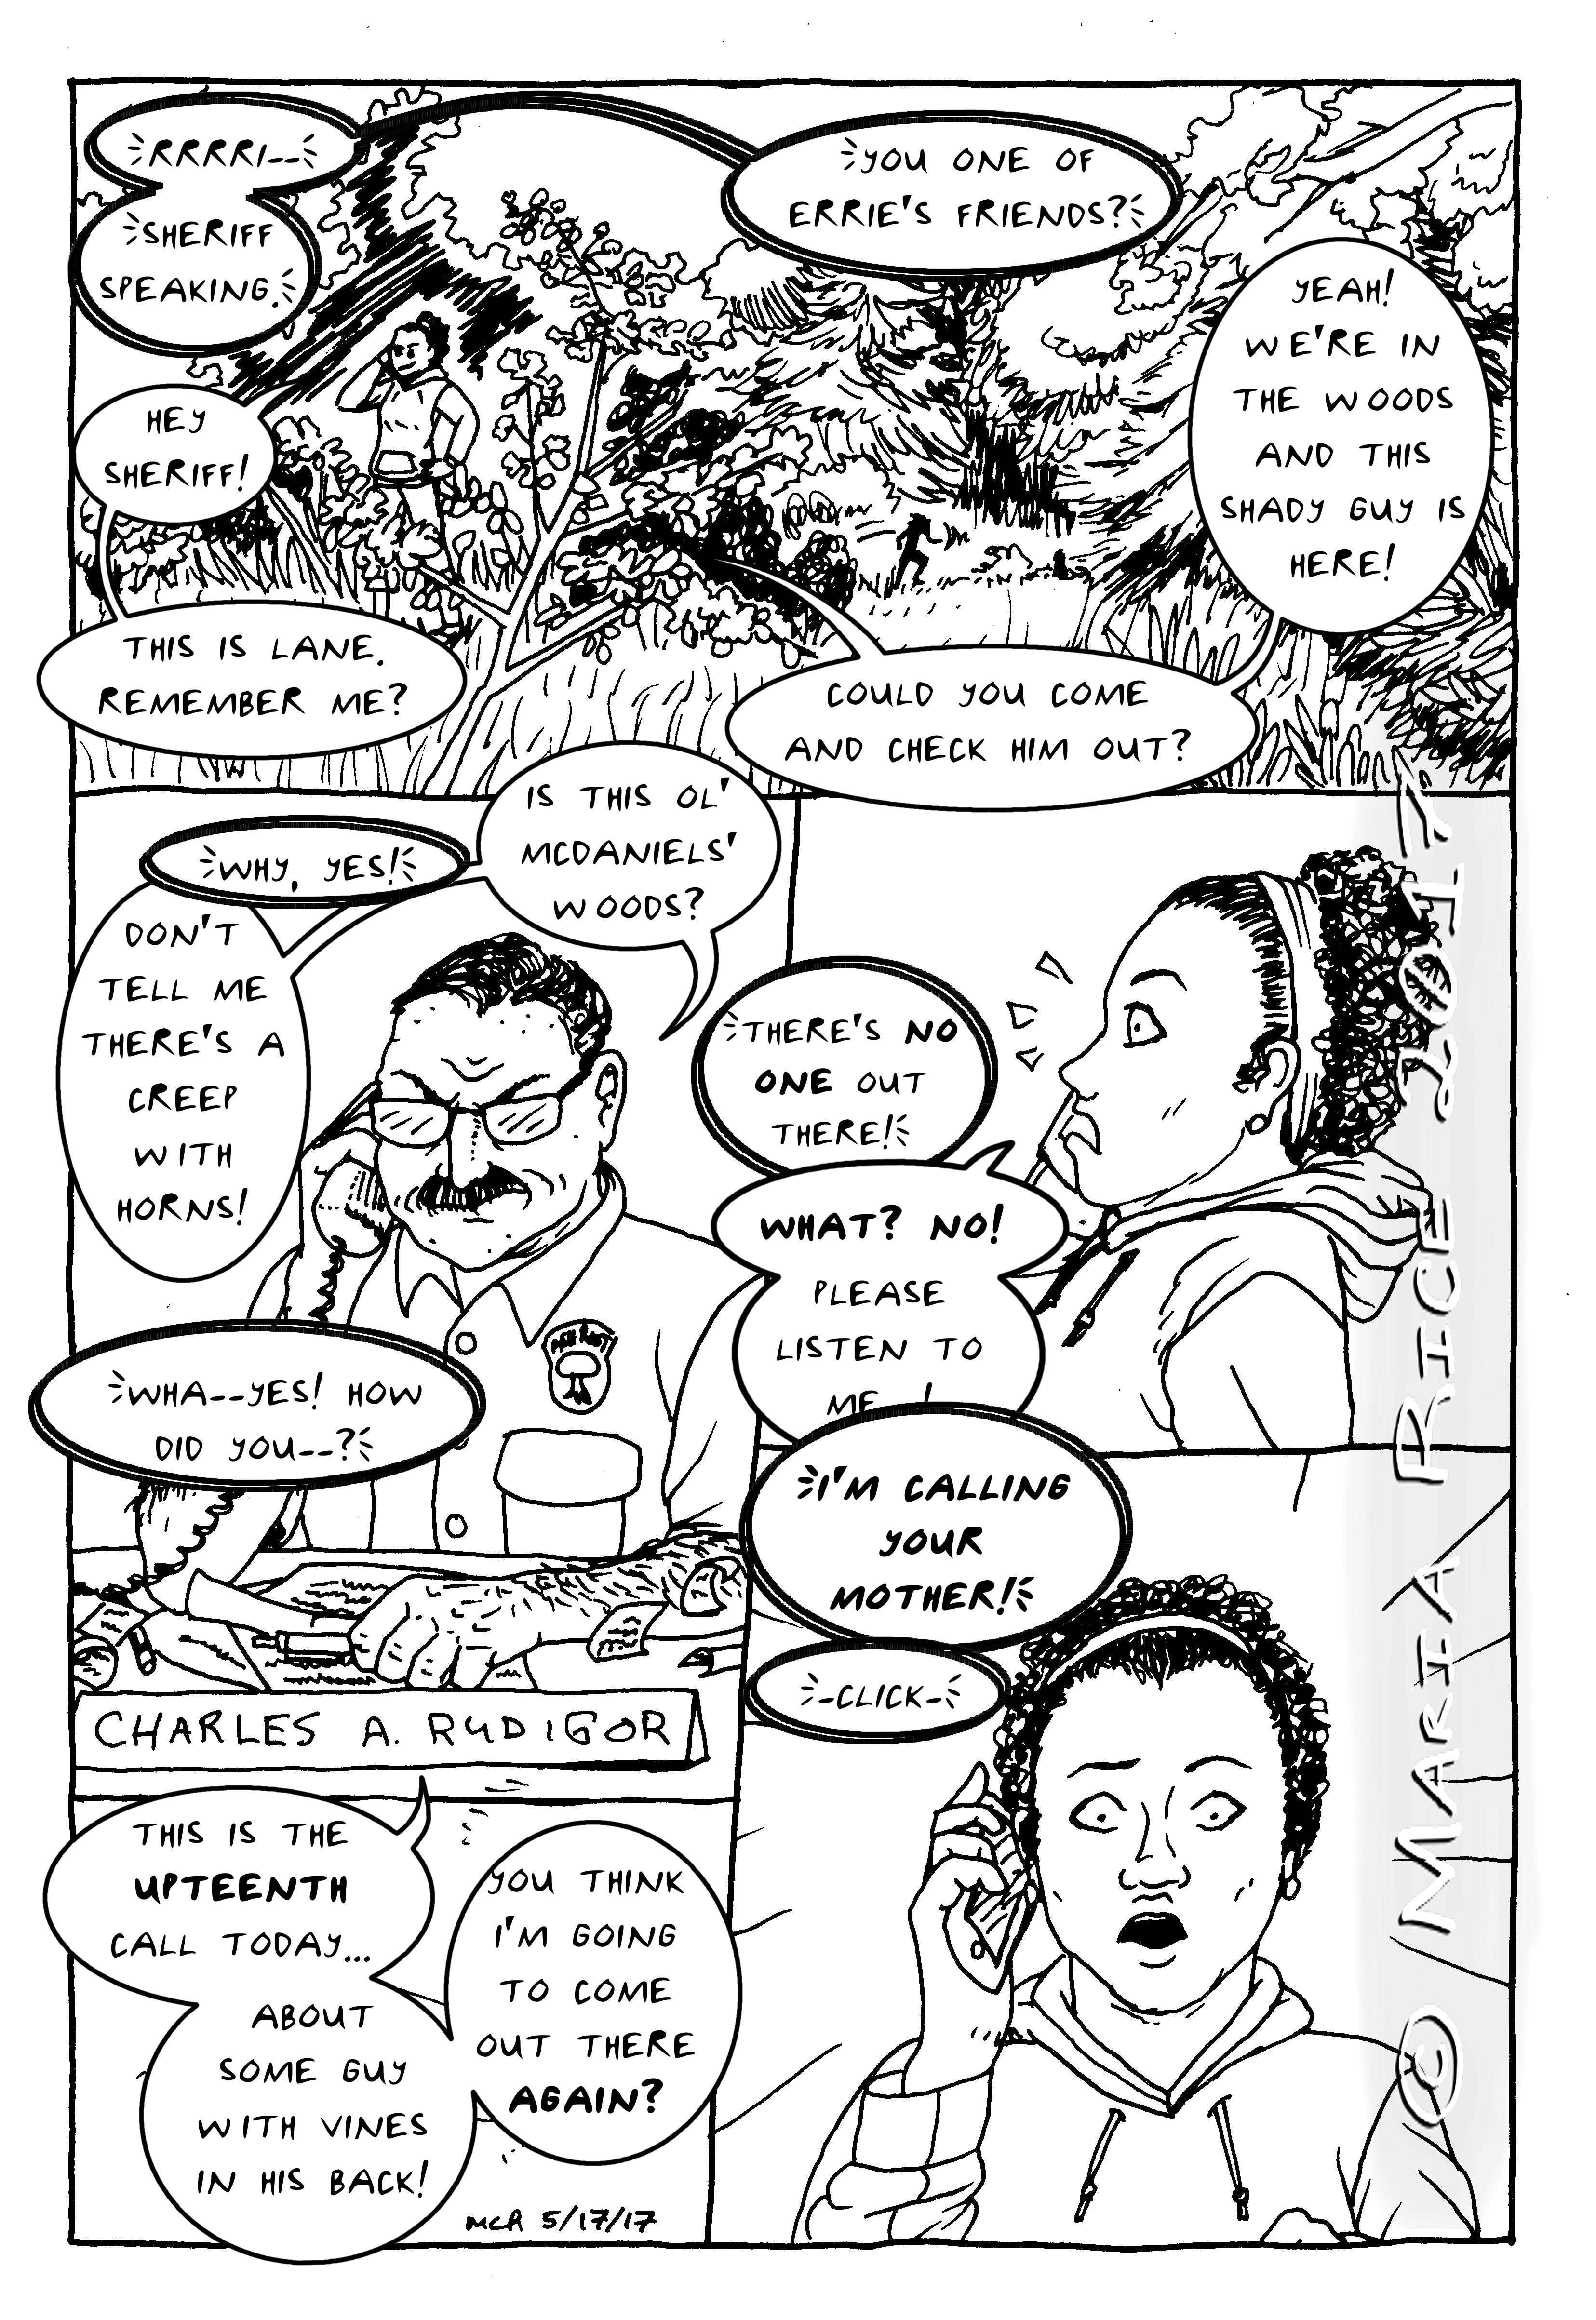 RRRRI--
SHERIFF
SPEAKING.
HEY
SHERIFF!
THIS IS LANE.
REMEMBER ME?
YOU ONE OF
ERRIE'S FRIENDS?
YEAH!
WE'RE IN
THE WOODS
AND THIS
SHADY GUY IS
HERE!
COULD YOU COME
AND CHECK HIM OUT?
IS THIS OL'
MCDANIELS'
WOODS?
WHY, YES!
DON'T
TELL ME
THERE'S A
CREEP
WITH
HORNS!
WHA--YES! HOW
DID YOU--?
ASH ROOT
CHARLES A. RUDIGOR
THERE'S NO
ONE OUT
THERE!
WHAT? NO!
PLEASE
LISTEN TO
ME !
THIS IS THE
UPTEENTH
CALL TODAY...
ABOUT
SOME GUY
WITH VINES
IN HIS BACK!
YOU THINK
I'M GOING
TO COME
OUT THERE
AGAIN?
I'M CALLING
YOUR
MOTHER!
-CLICK-
MCR 5/17/17
© MARIA RICE 2017